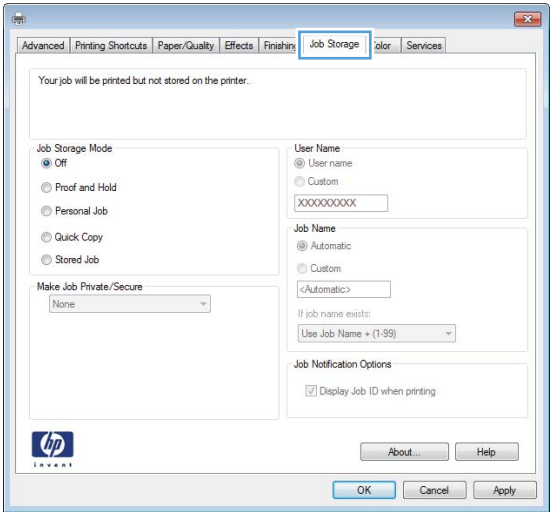 Advanced Printing Shortcuts Paper/Quality Effects Finishing Job Storage Color Services
Your job will be printed but not stored on the printer.
Job Storage Mode
Off
Proof and Hold
Personal Job
Quick Copy
Stored Job
Make Job Private/Secure
None
User Name
User name
Custom
XXXXXXXXX
Job Name
Automatic
Custom
<Automatic>
If job name exists:
Use Job Name + (1-99)
Job Notification Options
Display Job ID when printing
hp
invent
About... Help
OK Cancel Apply